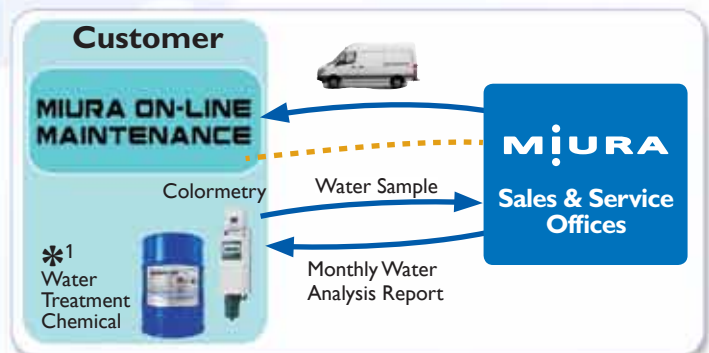 Customer
MIURA ON-LINE
MAINTENANCE
MIURA
Sales & Service
Offices
Colormetry
Water Sample
*1
Water
Treatment
Chemical
Monthly Water
Analysis Report